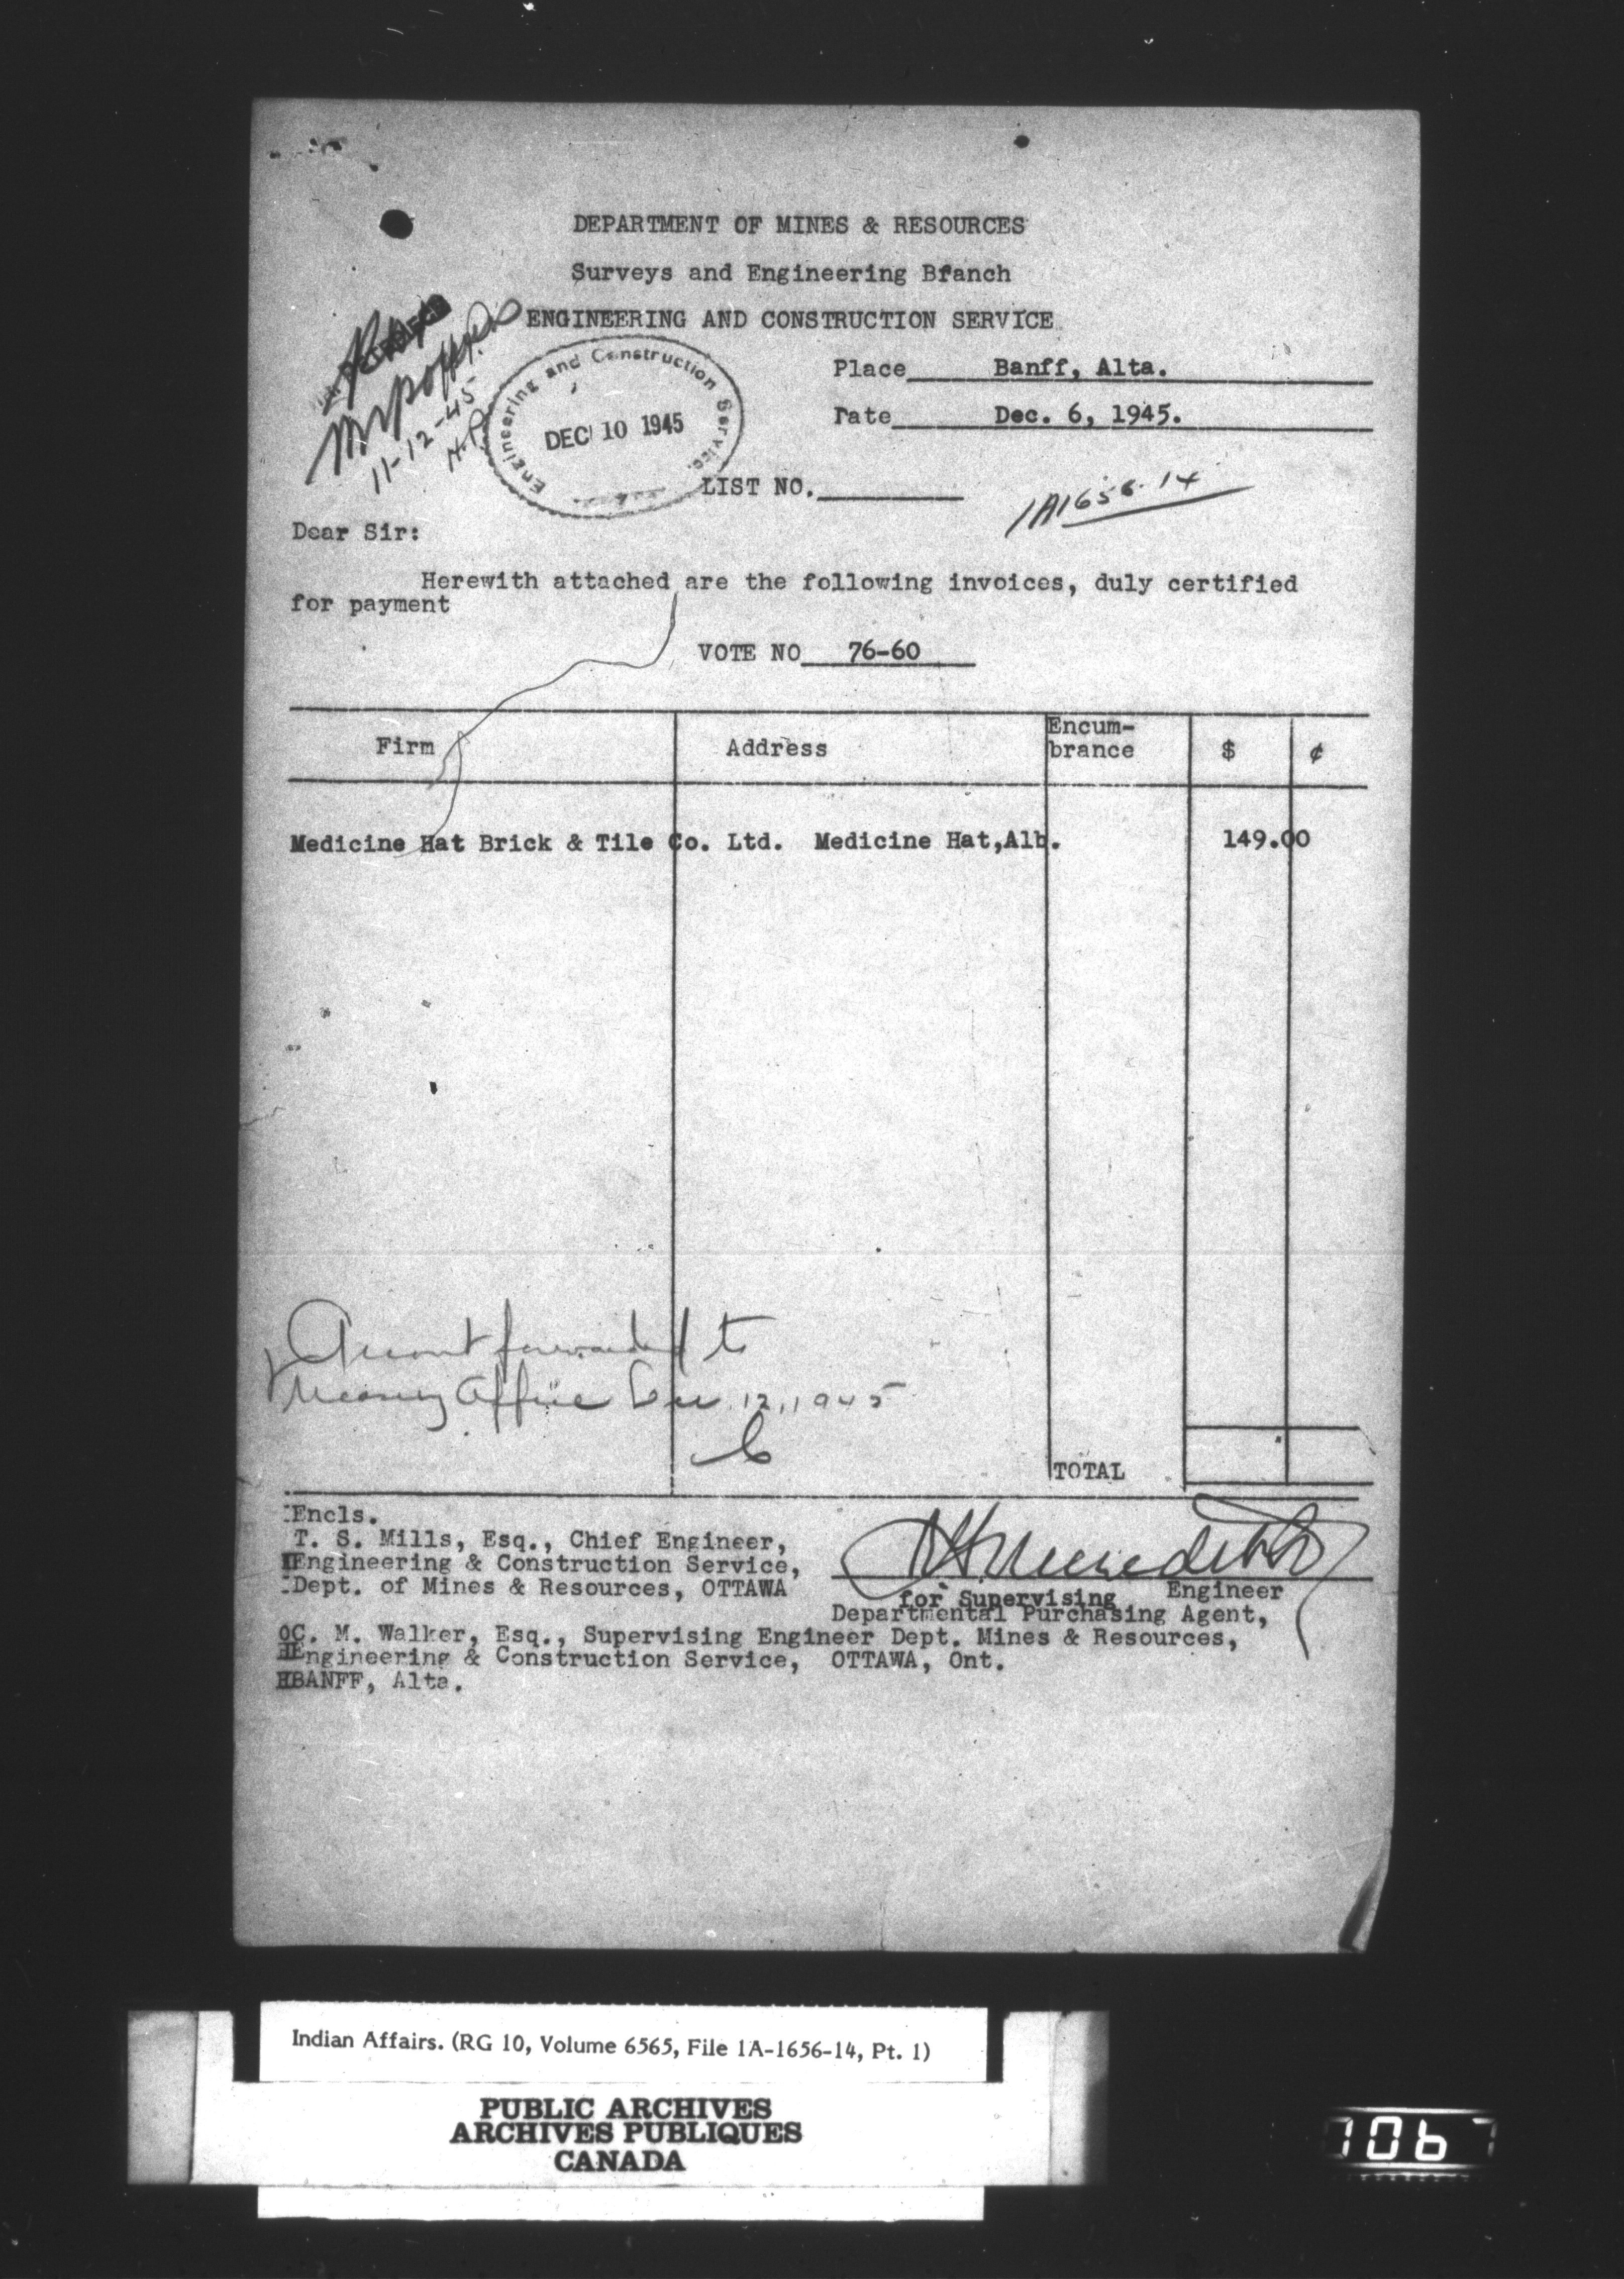 DEPARTMENT OF MINES & RESOURCES
Surveys and Engineering Branch
ENGINEERING AND CONSTRUCTION SERVICE
Engineering and Construction Service
DEC 10 1945
11-12-45
Place Banff, Alta.
Date Dec. 6, 1945.
LIST NO.
1A1656-14
Dear Sir:
Herewith attached are the following invoices, duly certified
for payment
VOTE NO 76-60
Firm Address Encum-
brance $ ¢
Medicine Hat Brick & Tile Co. Ltd. Medicine Hat,Alb. 149.00
Account forwarded to
Treasury Office Dec 12, 1945
TOTAL
Encls.
T. S. Mills, Esq., Chief Engineer,
Engineering & Construction Service,
Dept. of Mines & Resources, OTTAWA
for Supervising Engineer
Departmental Purchasing Agent,
C. M. Walker, Esq., Supervising Engineer Dept. Mines & Resources,
Engineering & Construction Service, OTTAWA, Ont.
BANFF, Alta.
Indian Affairs. (RG 10, Volume 6565, File 1A-1656-14, Pt. 1)
PUBLIC ARCHIVES
ARCHIVES PUBLIQUES
CANADA